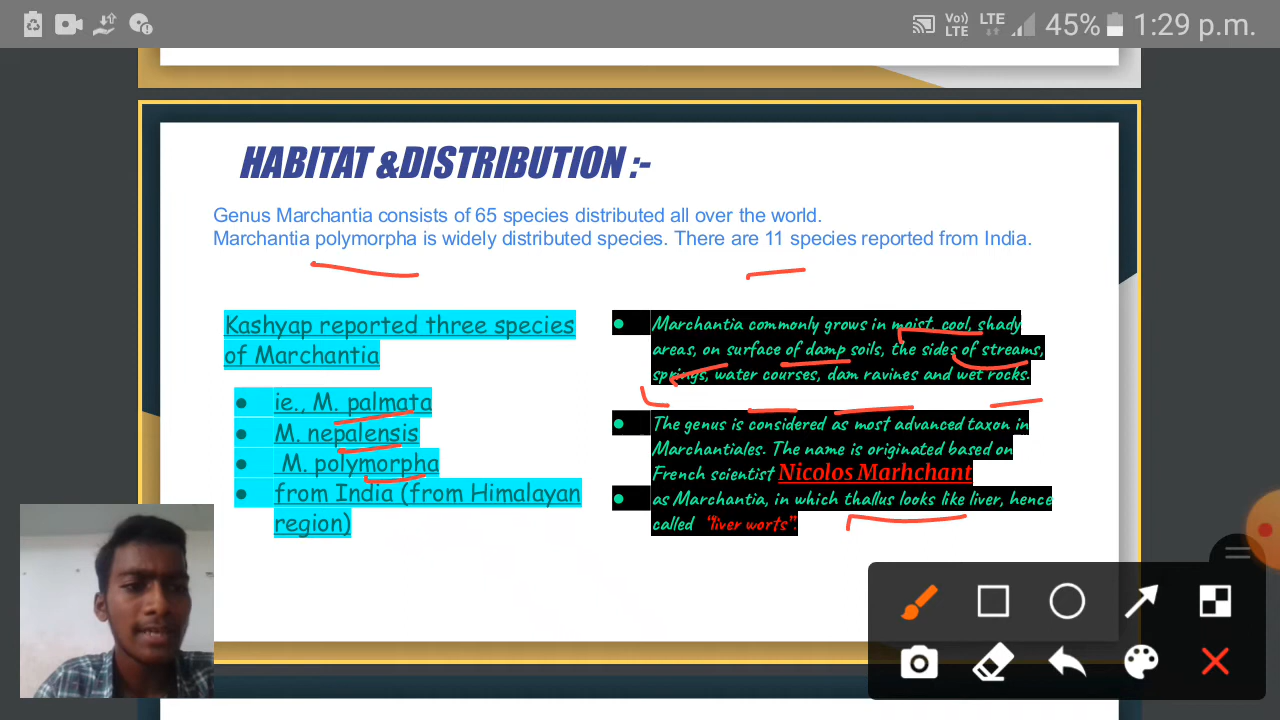 Vo))
LTE
LTE
45%
1:29 p.m.
HABITAT &DISTRIBUTION :-
Genus Marchantia consists of 65 species distributed all over the world.
Marchantia polymorpha is widely distributed species. There are 11 species reported from India.
Kashyap reported three species
of Marchantia
● ie., M. palmata
● M. nepalensis
● M. polymorpha
● from India (from Himalayan
region)
● Marchantia commonly grows in moist, cool, shady
areas, on surface of damp soils, the sides of streams,
springs, water courses, dam ravines and wet rocks.
● The genus is considered as most advanced taxon in
Marchantiales. The name is originated based on
French scientist Nicolos Marhchant
● as Marchantia, in which thallus looks like liver, hence
called "liver worts".